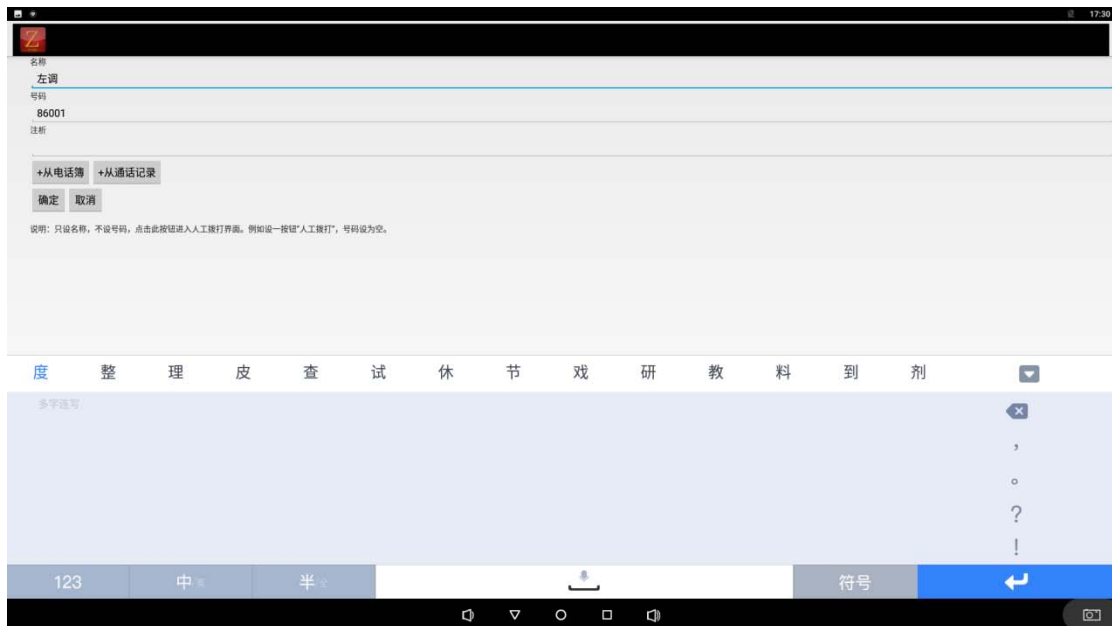 17:30
Z
名称
左调
号码
86001
注析
+从电话簿 +从通话记录
确定 取消
说明：只设名称，不设号码，点击此按钮进入人工拨打界面。例如设一按钮"人工拨打"，号码设为空。
度 整 理 皮 查 试 休 节 戏 研 教 料 到 剂
多字连写
，
。
?
!
123 中/英 半/全 符号